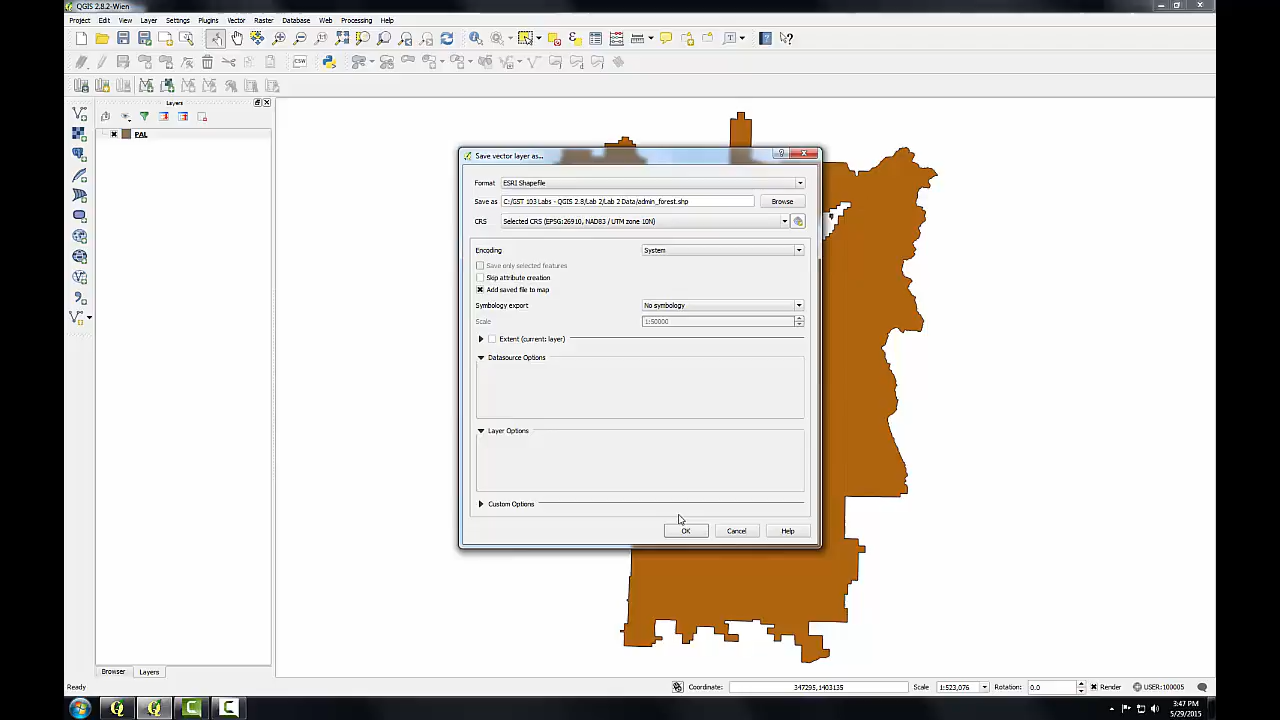 QGIS 2.8.2-Wien
Project Edit View Layer Settings Plugins Vector Raster Database Web Processing Help
CSW
Layers
PAL
Save vector layer as...
Format ESRI Shapefile
Save as C:/GST 103 Labs - QGIS 2.8/Lab 2/Lab 2 Data/admin_forest.shp Browse
CRS Selected CRS (EPSG:26910, NAD83 / UTM zone 10N)
Encoding System
Save only selected features
Skip attribute creation
Add saved file to map
Symbology export No symbology
Scale 1:50000
Extent (current: layer)
Datasource Options
Layer Options
Custom Options
OK Cancel Help
Browser Layers
Ready Coordinate: 347295,1403135 Scale 1:523,076 Rotation: 0.0 Render USER:100005
3:47 PM
5/29/2015